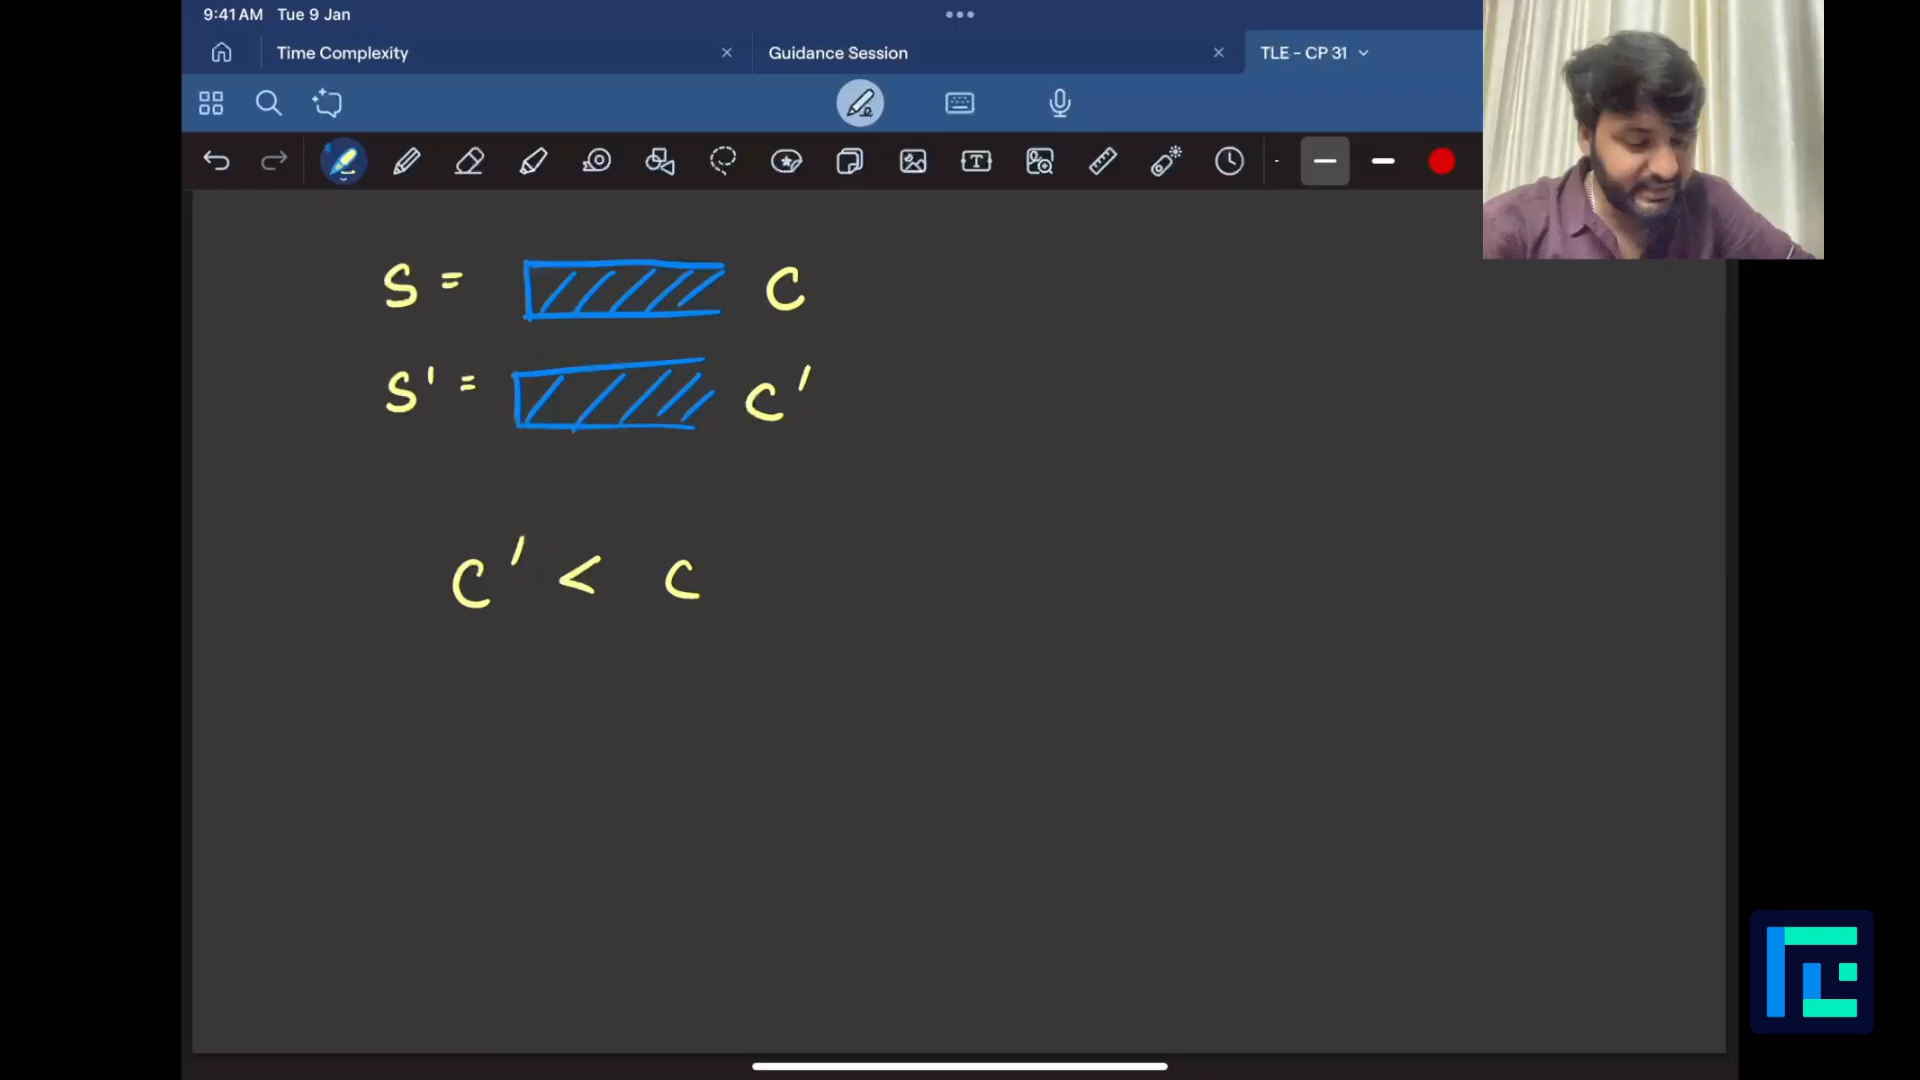 9:41 AM Tue 9 Jan
Time Complexity Guidance Session TLE - CP 31
S = C
S' = C'
C' < C